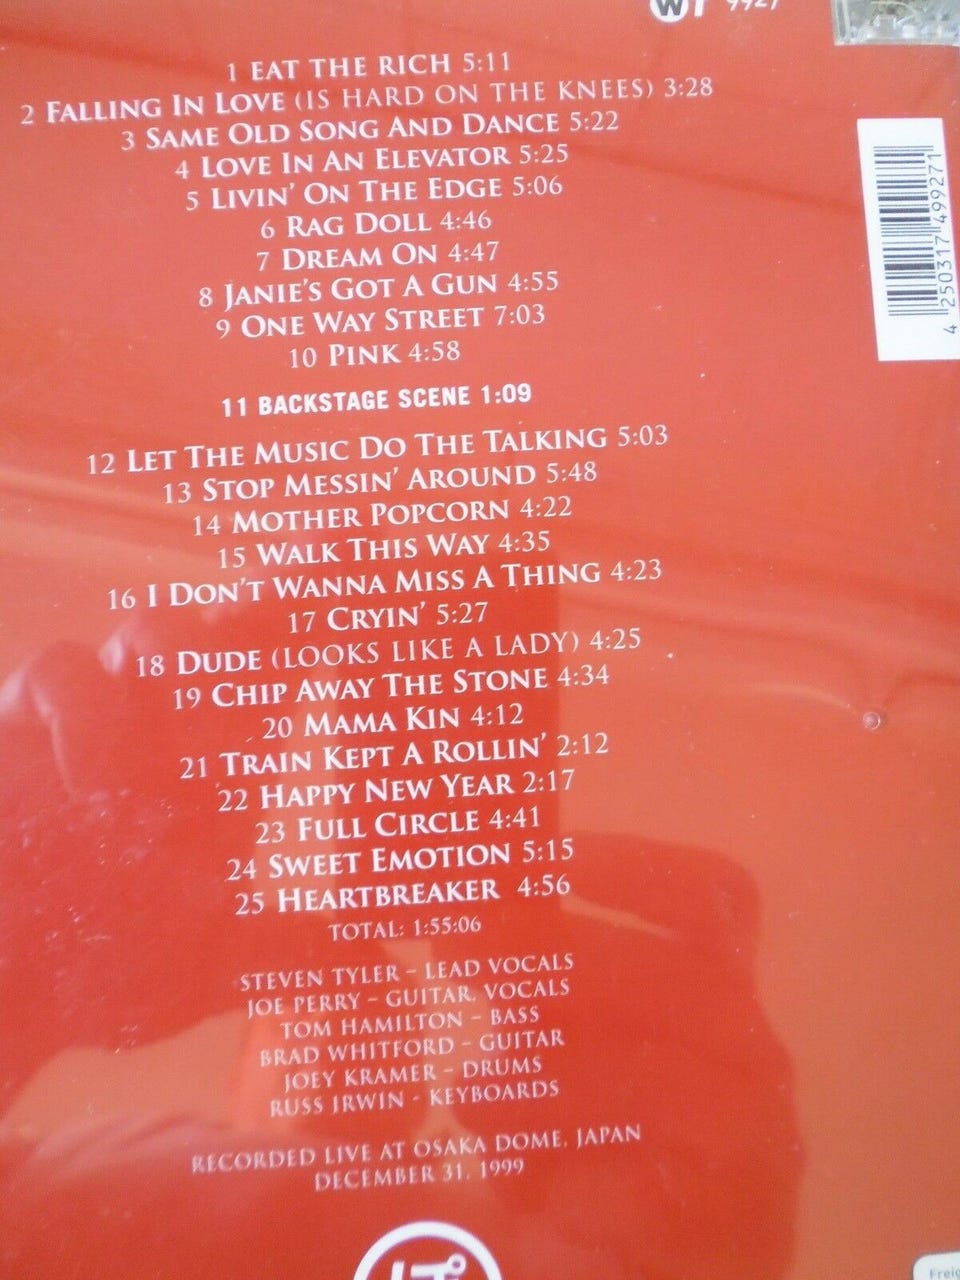 9927
1 EAT THE RICH 5:11
2 FALLING IN LOVE (IS HARD ON THE KNEES) 3:28
3 SAME OLD SONG AND DANCE 5:22
4 LOVE IN AN ELEVATOR 5:25
5 LIVIN' ON THE EDGE 5:06
6 RAG DOLL 4:46
7 DREAM ON 4:47
8 JANIE'S GOT A GUN 4:55
9 ONE WAY STREET 7:03
10 PINK 4:58
11 BACKSTAGE SCENE 1:09
12 LET THE MUSIC DO THE TALKING 5:03
13 STOP MESSIN' AROUND 5:48
14 MOTHER POPCORN 4:22
15 WALK THIS WAY 4:35
16 I DON'T WANNA MISS A THING 4:23
17 CRYIN' 5:27
18 DUDE (LOOKS LIKE A LADY) 4:25
19 CHIP AWAY THE STONE 4:34
20 MAMA KIN 4:12
21 TRAIN KEPT A ROLLIN' 2:12
22 HAPPY NEW YEAR 2:17
23 FULL CIRCLE 4:41
24 SWEET EMOTION 5:15
25 HEARTBREAKER 4:56
TOTAL: 1:55:06
STEVEN TYLER – LEAD VOCALS
JOE PERRY – GUITAR, VOCALS
TOM HAMILTON – BASS
BRAD WHITFORD – GUITAR
JOEY KRAMER – DRUMS
RUSS IRWIN - KEYBOARDS
RECORDED LIVE AT OSAKA DOME, JAPAN
DECEMBER 31, 1999
4 250317 499271